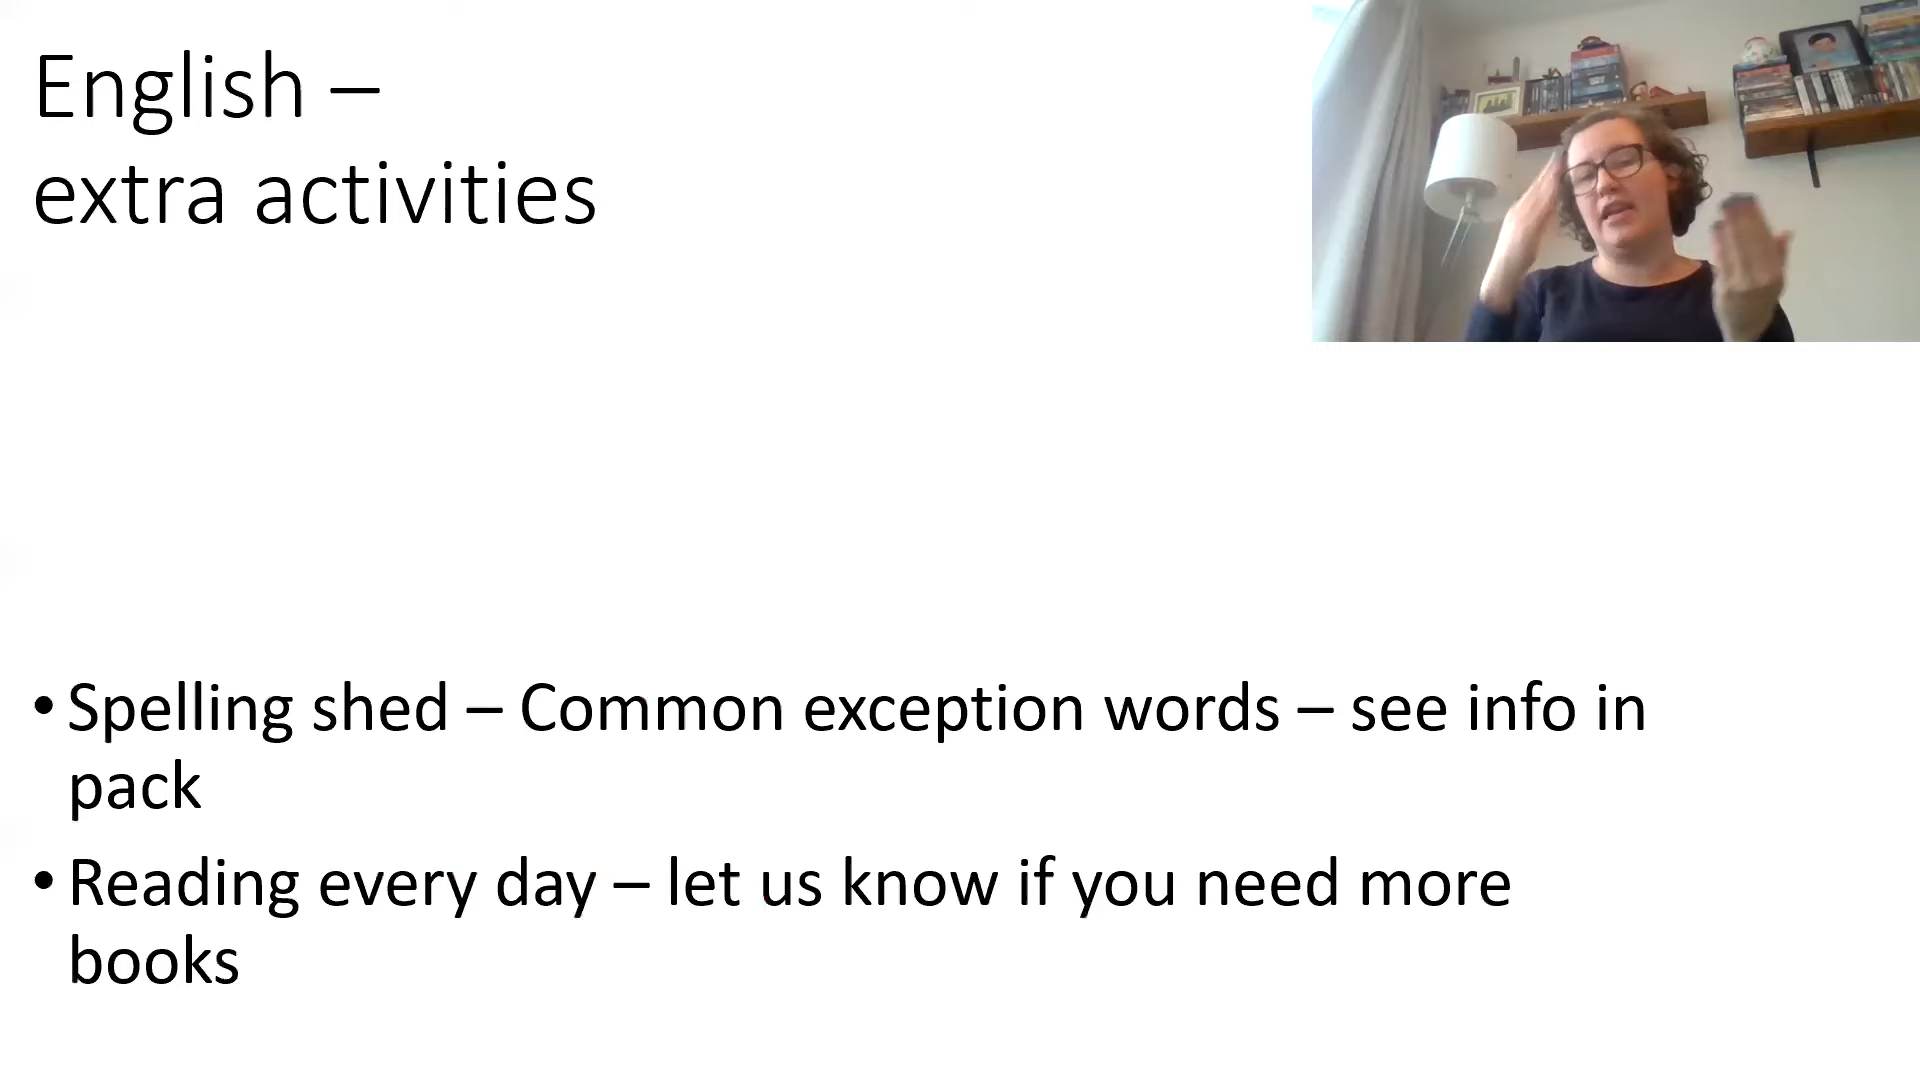 English –
extra activities
• Spelling shed – Common exception words – see info in
pack
• Reading every day – let us know if you need more
books